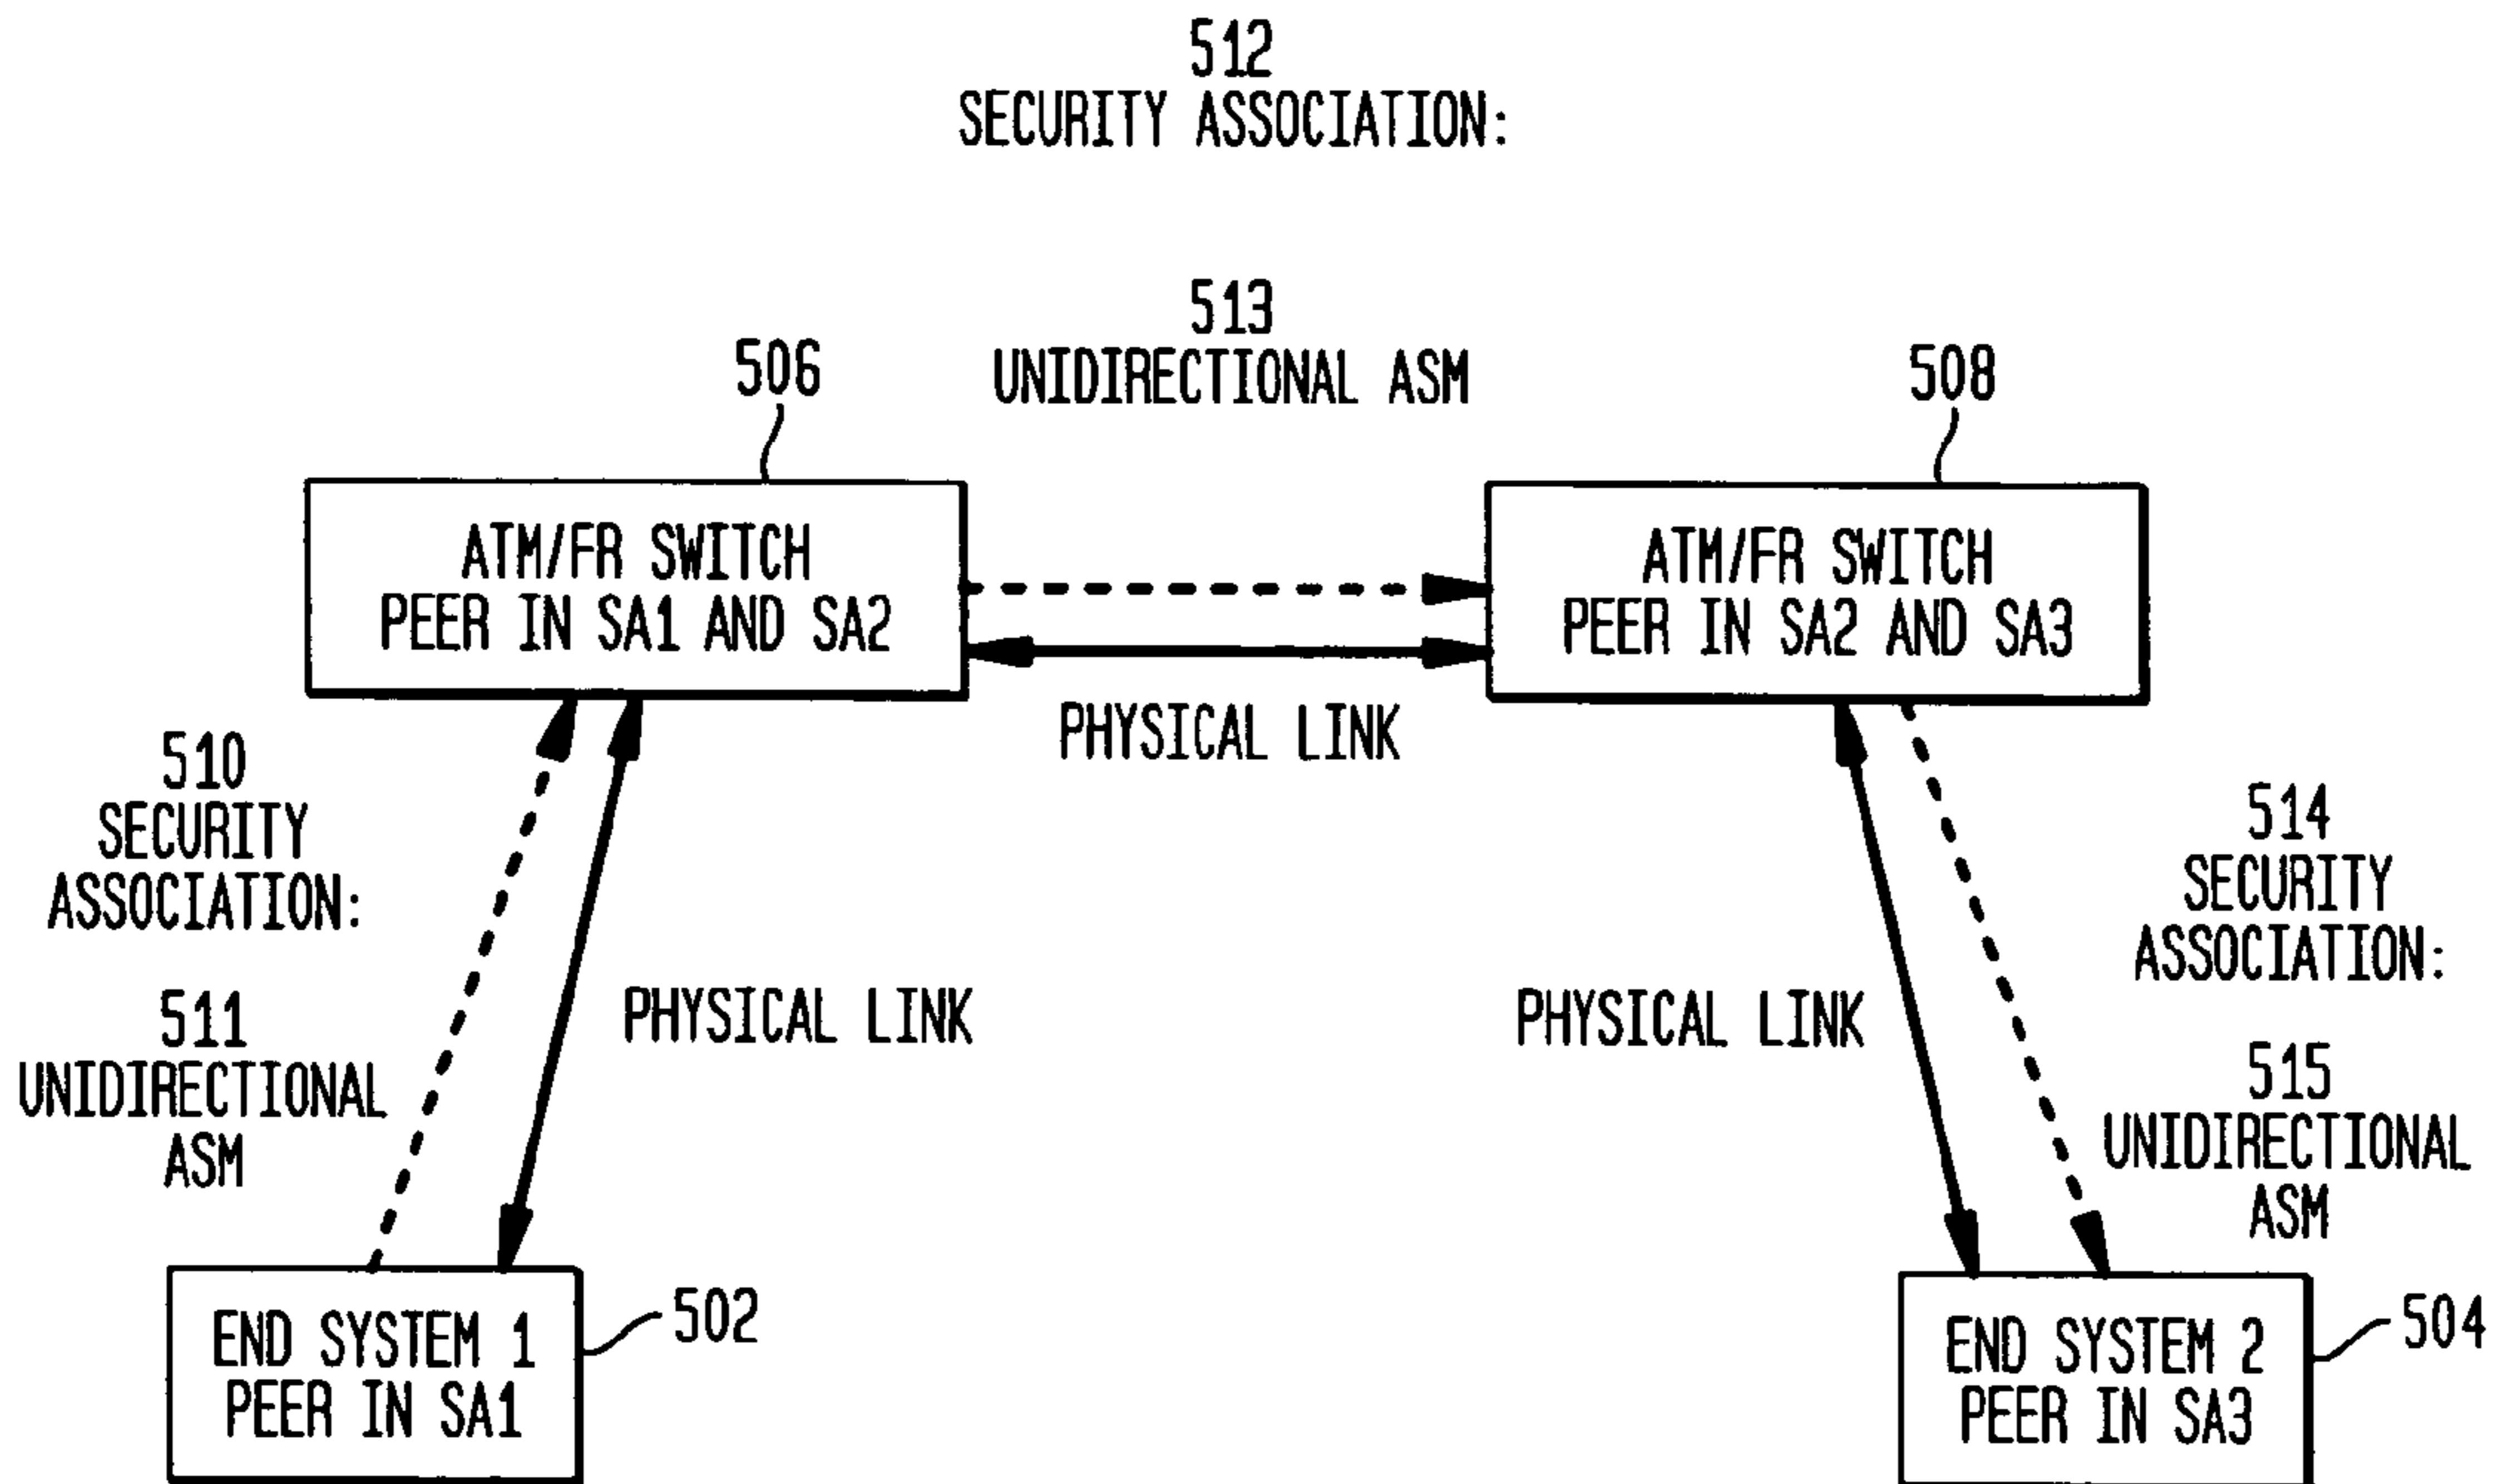 512
SECURITY ASSOCIATION:
513
UNIDIRECTIONAL ASM
506
508
ATM/FR SWITCH
PEER IN SA1 AND SA2
ATM/FR SWITCH
PEER IN SA2 AND SA3
PHYSICAL LINK
510
SECURITY
ASSOCIATION:
511
UNIDIRECTIONAL
ASM
PHYSICAL LINK
PHYSICAL LINK
514
SECURITY
ASSOCIATION:
515
UNIDIRECTIONAL
ASM
END SYSTEM 1
PEER IN SA1
502
END SYSTEM 2
PEER IN SA3
504